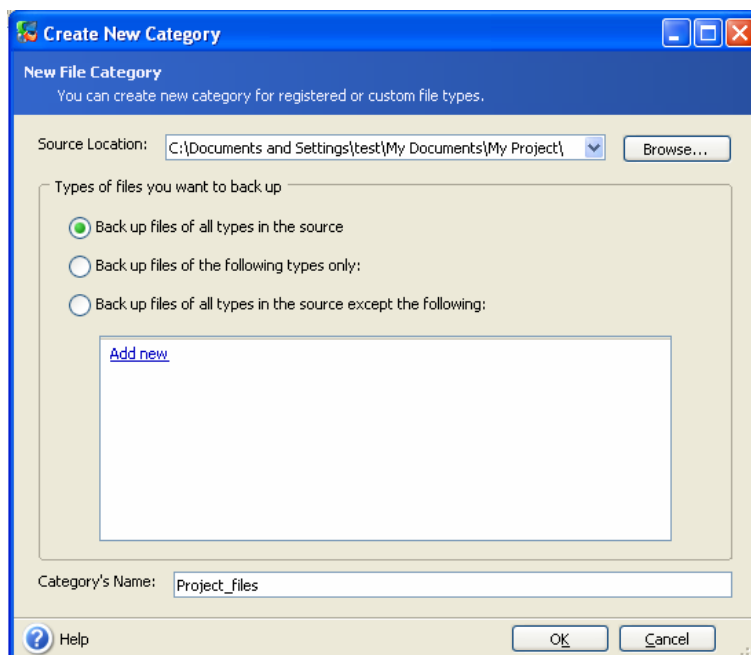 Create New Category
New File Category
You can create new category for registered or custom file types.
Source Location: C:\Documents and Settings\test\My Documents\My Project\ Browse...
Types of files you want to back up
Back up files of all types in the source
Back up files of the following types only:
Back up files of all types in the source except the following:
Add new
Category's Name: Project_files
Help OK Cancel